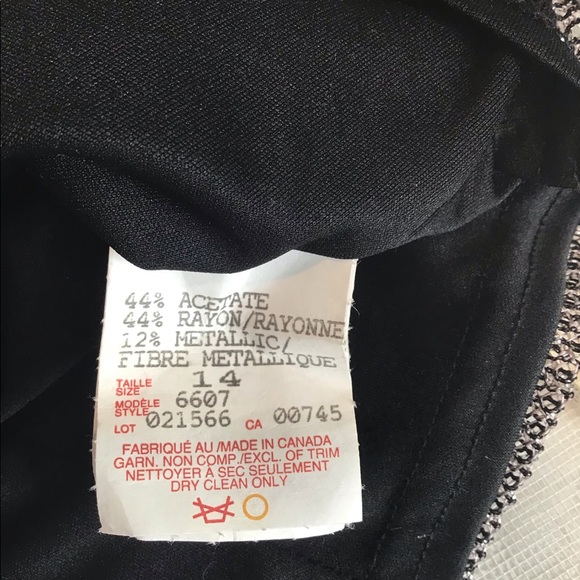 44% ACETATE
44% RAYON/RAYONNE
12% METALLIC/
FIBRE METALLIQUE
TAILLE
SIZE 14
MODÈLE
STYLE 6607
LOT 021566 CA 00745
FABRIQUÉ AU/MADE IN CANADA
GARN. NON COMP./EXCL. OF TRIM
NETTOYER À SEC SEULEMENT
DRY CLEAN ONLY